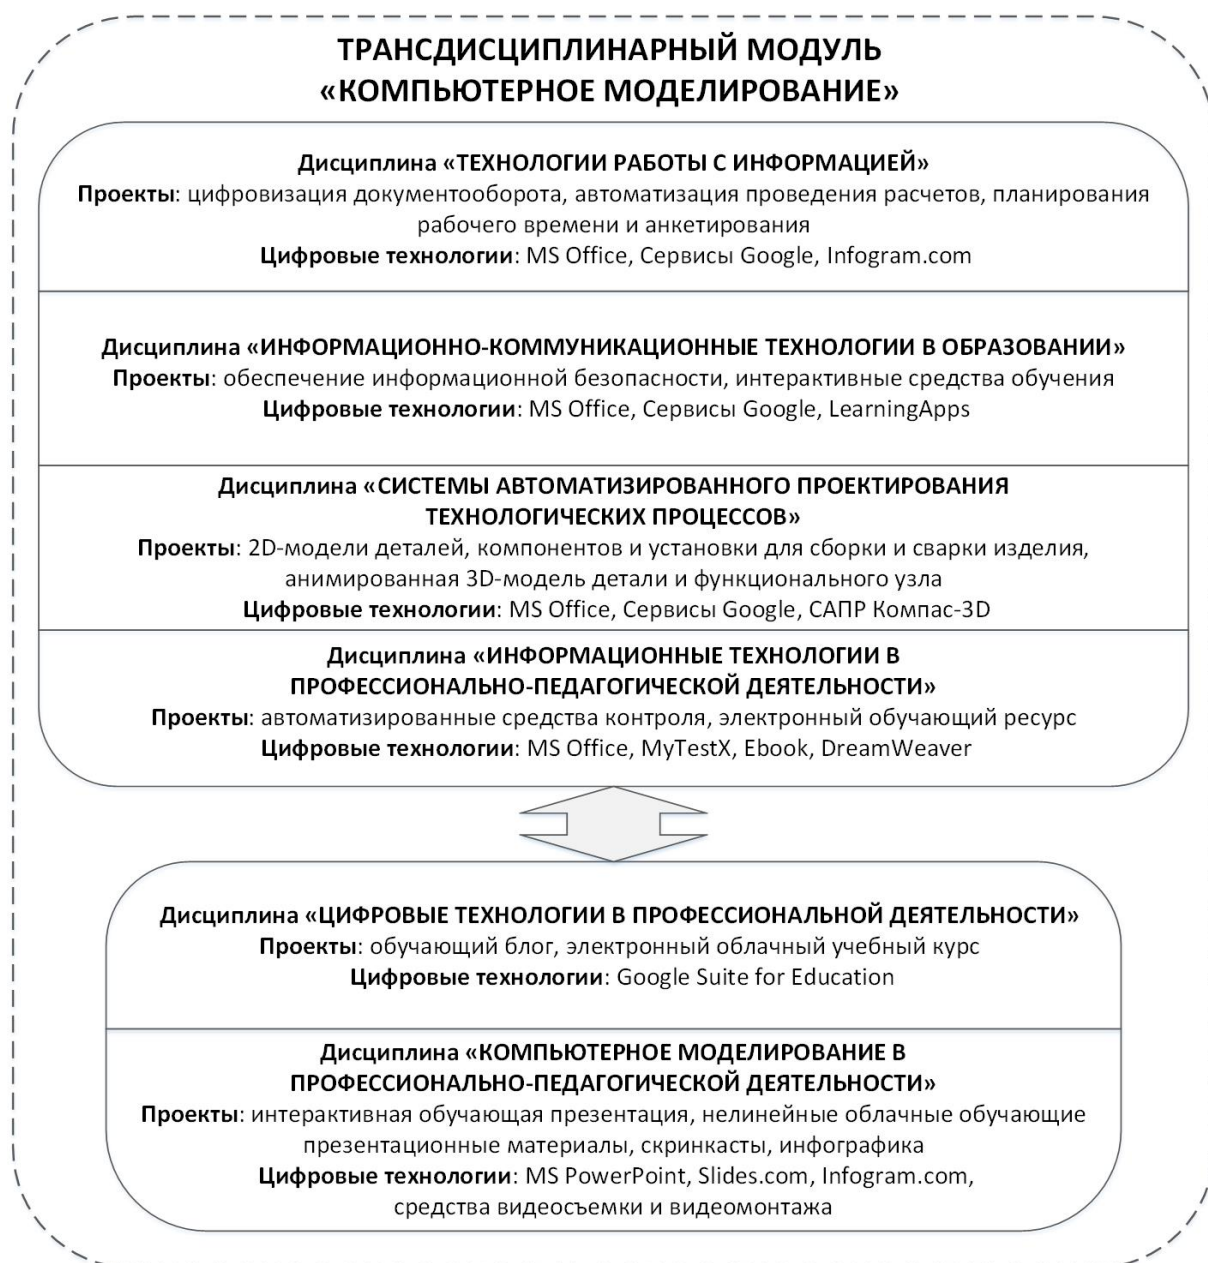 ТРАНСДИСЦИПЛИНАРНЫЙ МОДУЛЬ
«КОМПЬЮТЕРНОЕ МОДЕЛИРОВАНИЕ»
Дисциплина «ТЕХНОЛОГИИ РАБОТЫ С ИНФОРМАЦИЕЙ»
Проекты: цифровизация документооборота, автоматизация проведения расчетов, планирования
рабочего времени и анкетирования
Цифровые технологии: MS Office, Сервисы Google, Infogram.com
Дисциплина «ИНФОРМАЦИОННО-КОММУНИКАЦИОННЫЕ ТЕХНОЛОГИИ В ОБРАЗОВАНИИ»
Проекты: обеспечение информационной безопасности, интерактивные средства обучения
Цифровые технологии: MS Office, Сервисы Google, LearningApps
Дисциплина «СИСТЕМЫ АВТОМАТИЗИРОВАННОГО ПРОЕКТИРОВАНИЯ
ТЕХНОЛОГИЧЕСКИХ ПРОЦЕССОВ»
Проекты: 2D-модели деталей, компонентов и установки для сборки и сварки изделия,
анимированная 3D-модель детали и функционального узла
Цифровые технологии: MS Office, Сервисы Google, САПР Компас-3D
Дисциплина «ИНФОРМАЦИОННЫЕ ТЕХНОЛОГИИ В
ПРОФЕССИОНАЛЬНО-ПЕДАГОГИЧЕСКОЙ ДЕЯТЕЛЬНОСТИ»
Проекты: автоматизированные средства контроля, электронный обучающий ресурс
Цифровые технологии: MS Office, MyTestX, Ebook, DreamWeaver
Дисциплина «ЦИФРОВЫЕ ТЕХНОЛОГИИ В ПРОФЕССИОНАЛЬНОЙ ДЕЯТЕЛЬНОСТИ»
Проекты: обучающий блог, электронный облачный учебный курс
Цифровые технологии: Google Suite for Education
Дисциплина «КОМПЬЮТЕРНОЕ МОДЕЛИРОВАНИЕ В
ПРОФЕССИОНАЛЬНО-ПЕДАГОГИЧЕСКОЙ ДЕЯТЕЛЬНОСТИ»
Проекты: интерактивная обучающая презентация, нелинейные облачные обучающие
презентационные материалы, скринкасты, инфографика
Цифровые технологии: MS PowerPoint, Slides.com, Infogram.com,
средства видеосъемки и видеомонтажа